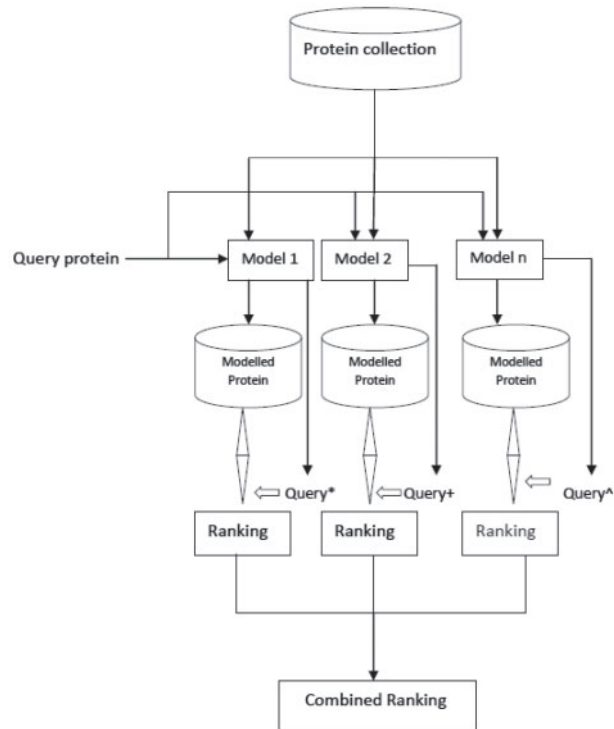 Protein collection
Query protein
Model 1
Model 2
Model n
Modelled
Protein
Modelled
Protein
Modelled
Protein
Query*
Query+
Query^
Ranking
Ranking
Ranking
Combined Ranking